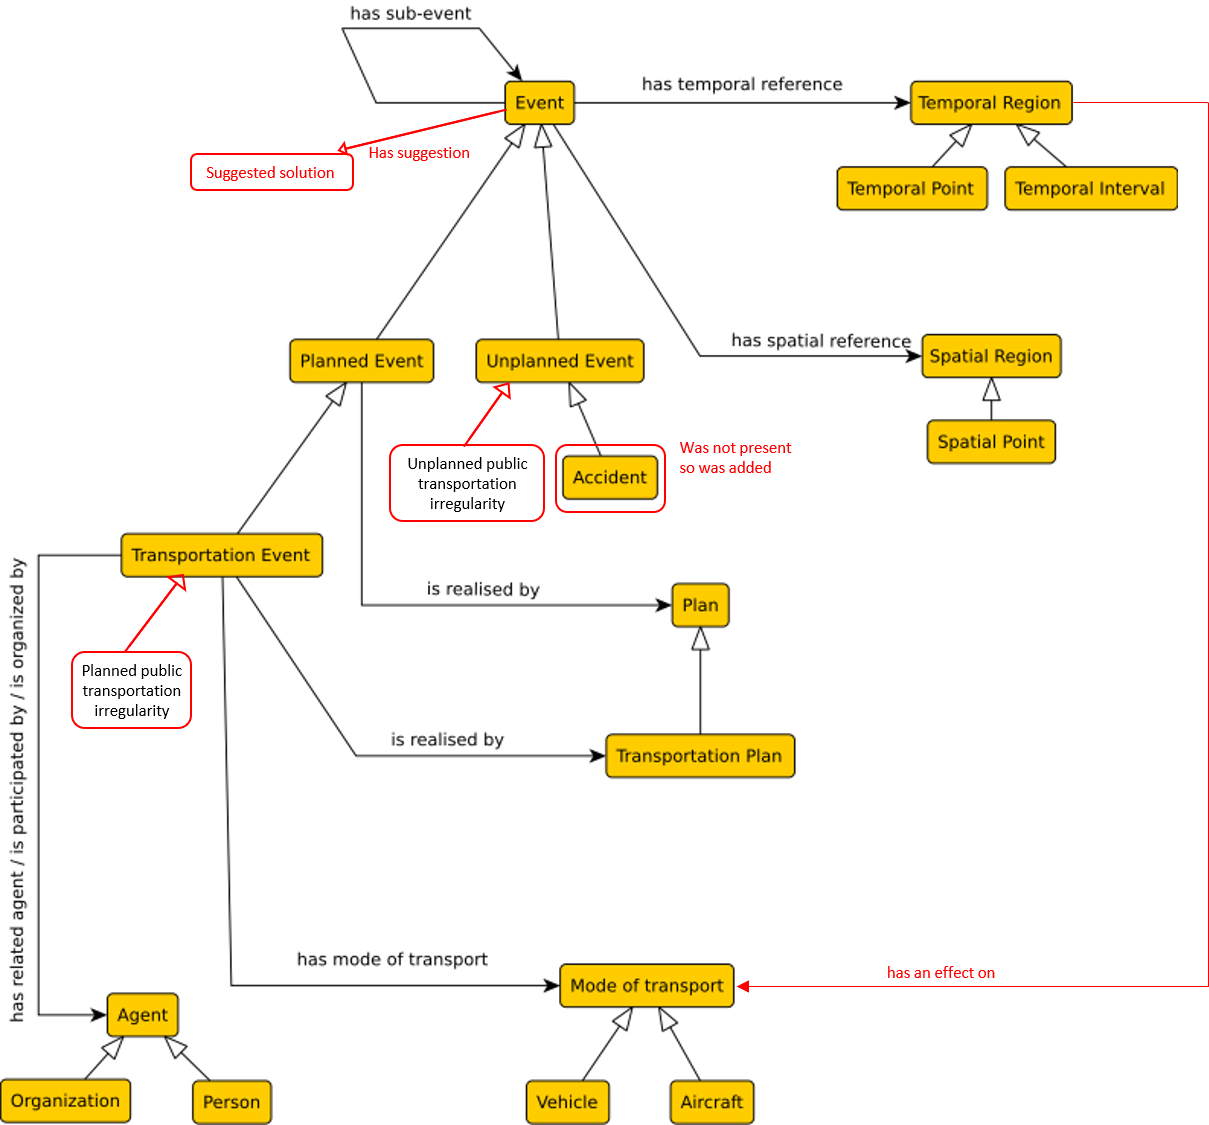 has sub-event
Event
has temporal reference
Temporal Region
Has suggestion
Suggested solution
Temporal Point
Temporal Interval
Planned Event
Unplanned Event
has spatial reference
Spatial Region
Spatial Point
Unplanned public
transportation
irregularity
Accident
Was not present
so was added
Transportation Event
is realised by
Plan
Planned public
transportation
irregularity
is realised by
Transportation Plan
has related agent / is participated by / is organized by
has mode of transport
Mode of transport
has an effect on
Agent
Organization
Person
Vehicle
Aircraft